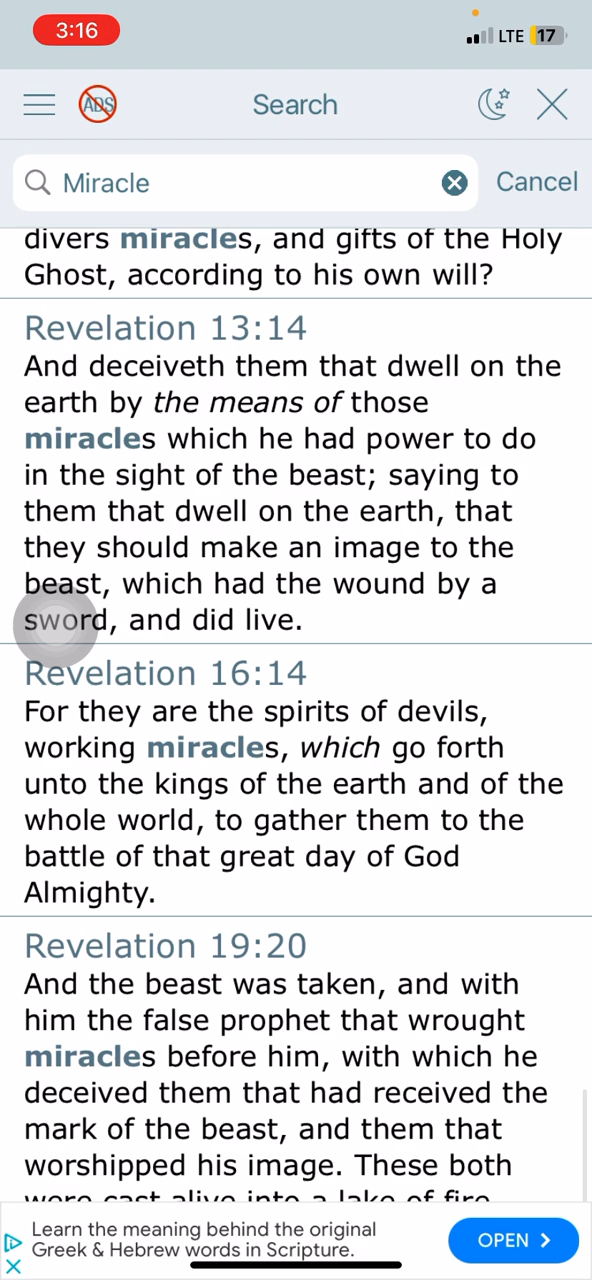 3:16
LTE 17
ADS
Search
Miracle
Cancel
divers miracles, and gifts of the Holy
Ghost, according to his own will?
Revelation 13:14
And deceiveth them that dwell on the
earth by the means of those
miracles which he had power to do
in the sight of the beast; saying to
them that dwell on the earth, that
they should make an image to the
beast, which had the wound by a
sword, and did live.
Revelation 16:14
For they are the spirits of devils,
working miracles, which go forth
unto the kings of the earth and of the
whole world, to gather them to the
battle of that great day of God
Almighty.
Revelation 19:20
And the beast was taken, and with
him the false prophet that wrought
miracles before him, with which he
deceived them that had received the
mark of the beast, and them that
worshipped his image. These both
were cast alive into a lake of fire
Learn the meaning behind the original
Greek & Hebrew words in Scripture.
OPEN